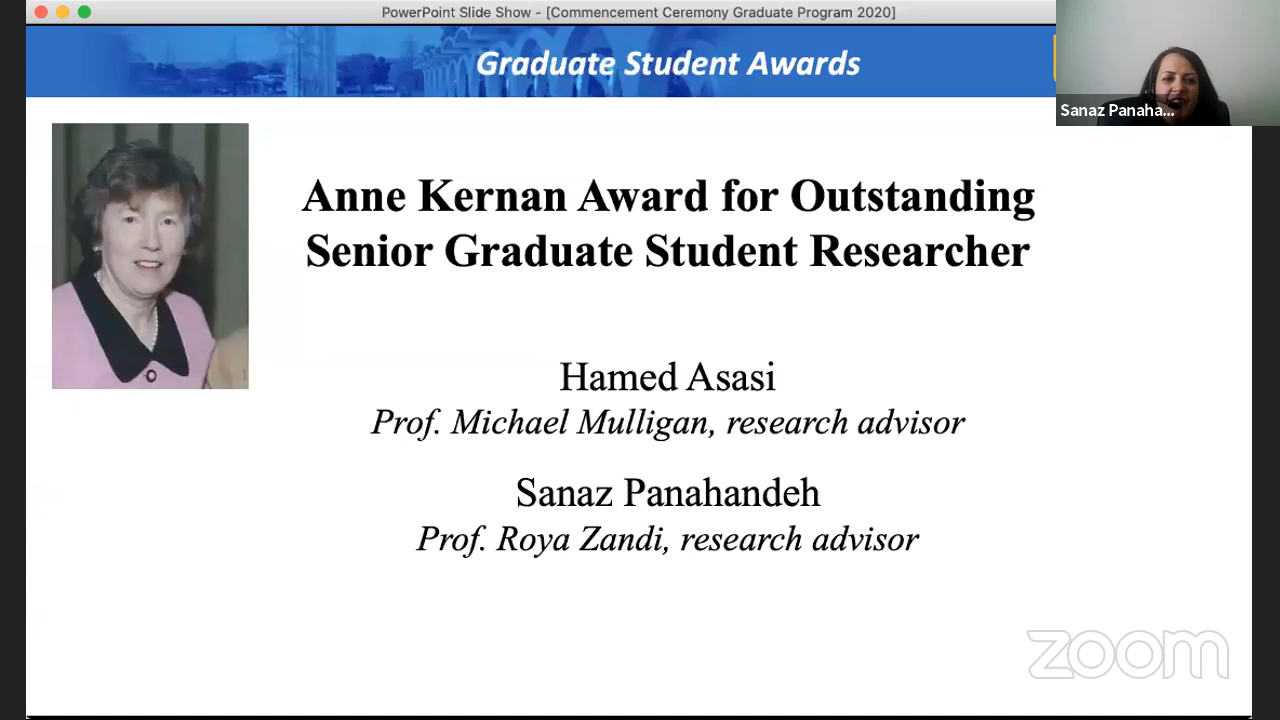 PowerPoint Slide Show - [Commencement Ceremony Graduate Program 2020]
Graduate Student Awards
Sanaz Panaha...
Anne Kernan Award for Outstanding
Senior Graduate Student Researcher
Hamed Asasi
Prof. Michael Mulligan, research advisor
Sanaz Panahandeh
Prof. Roya Zandi, research advisor
zoom